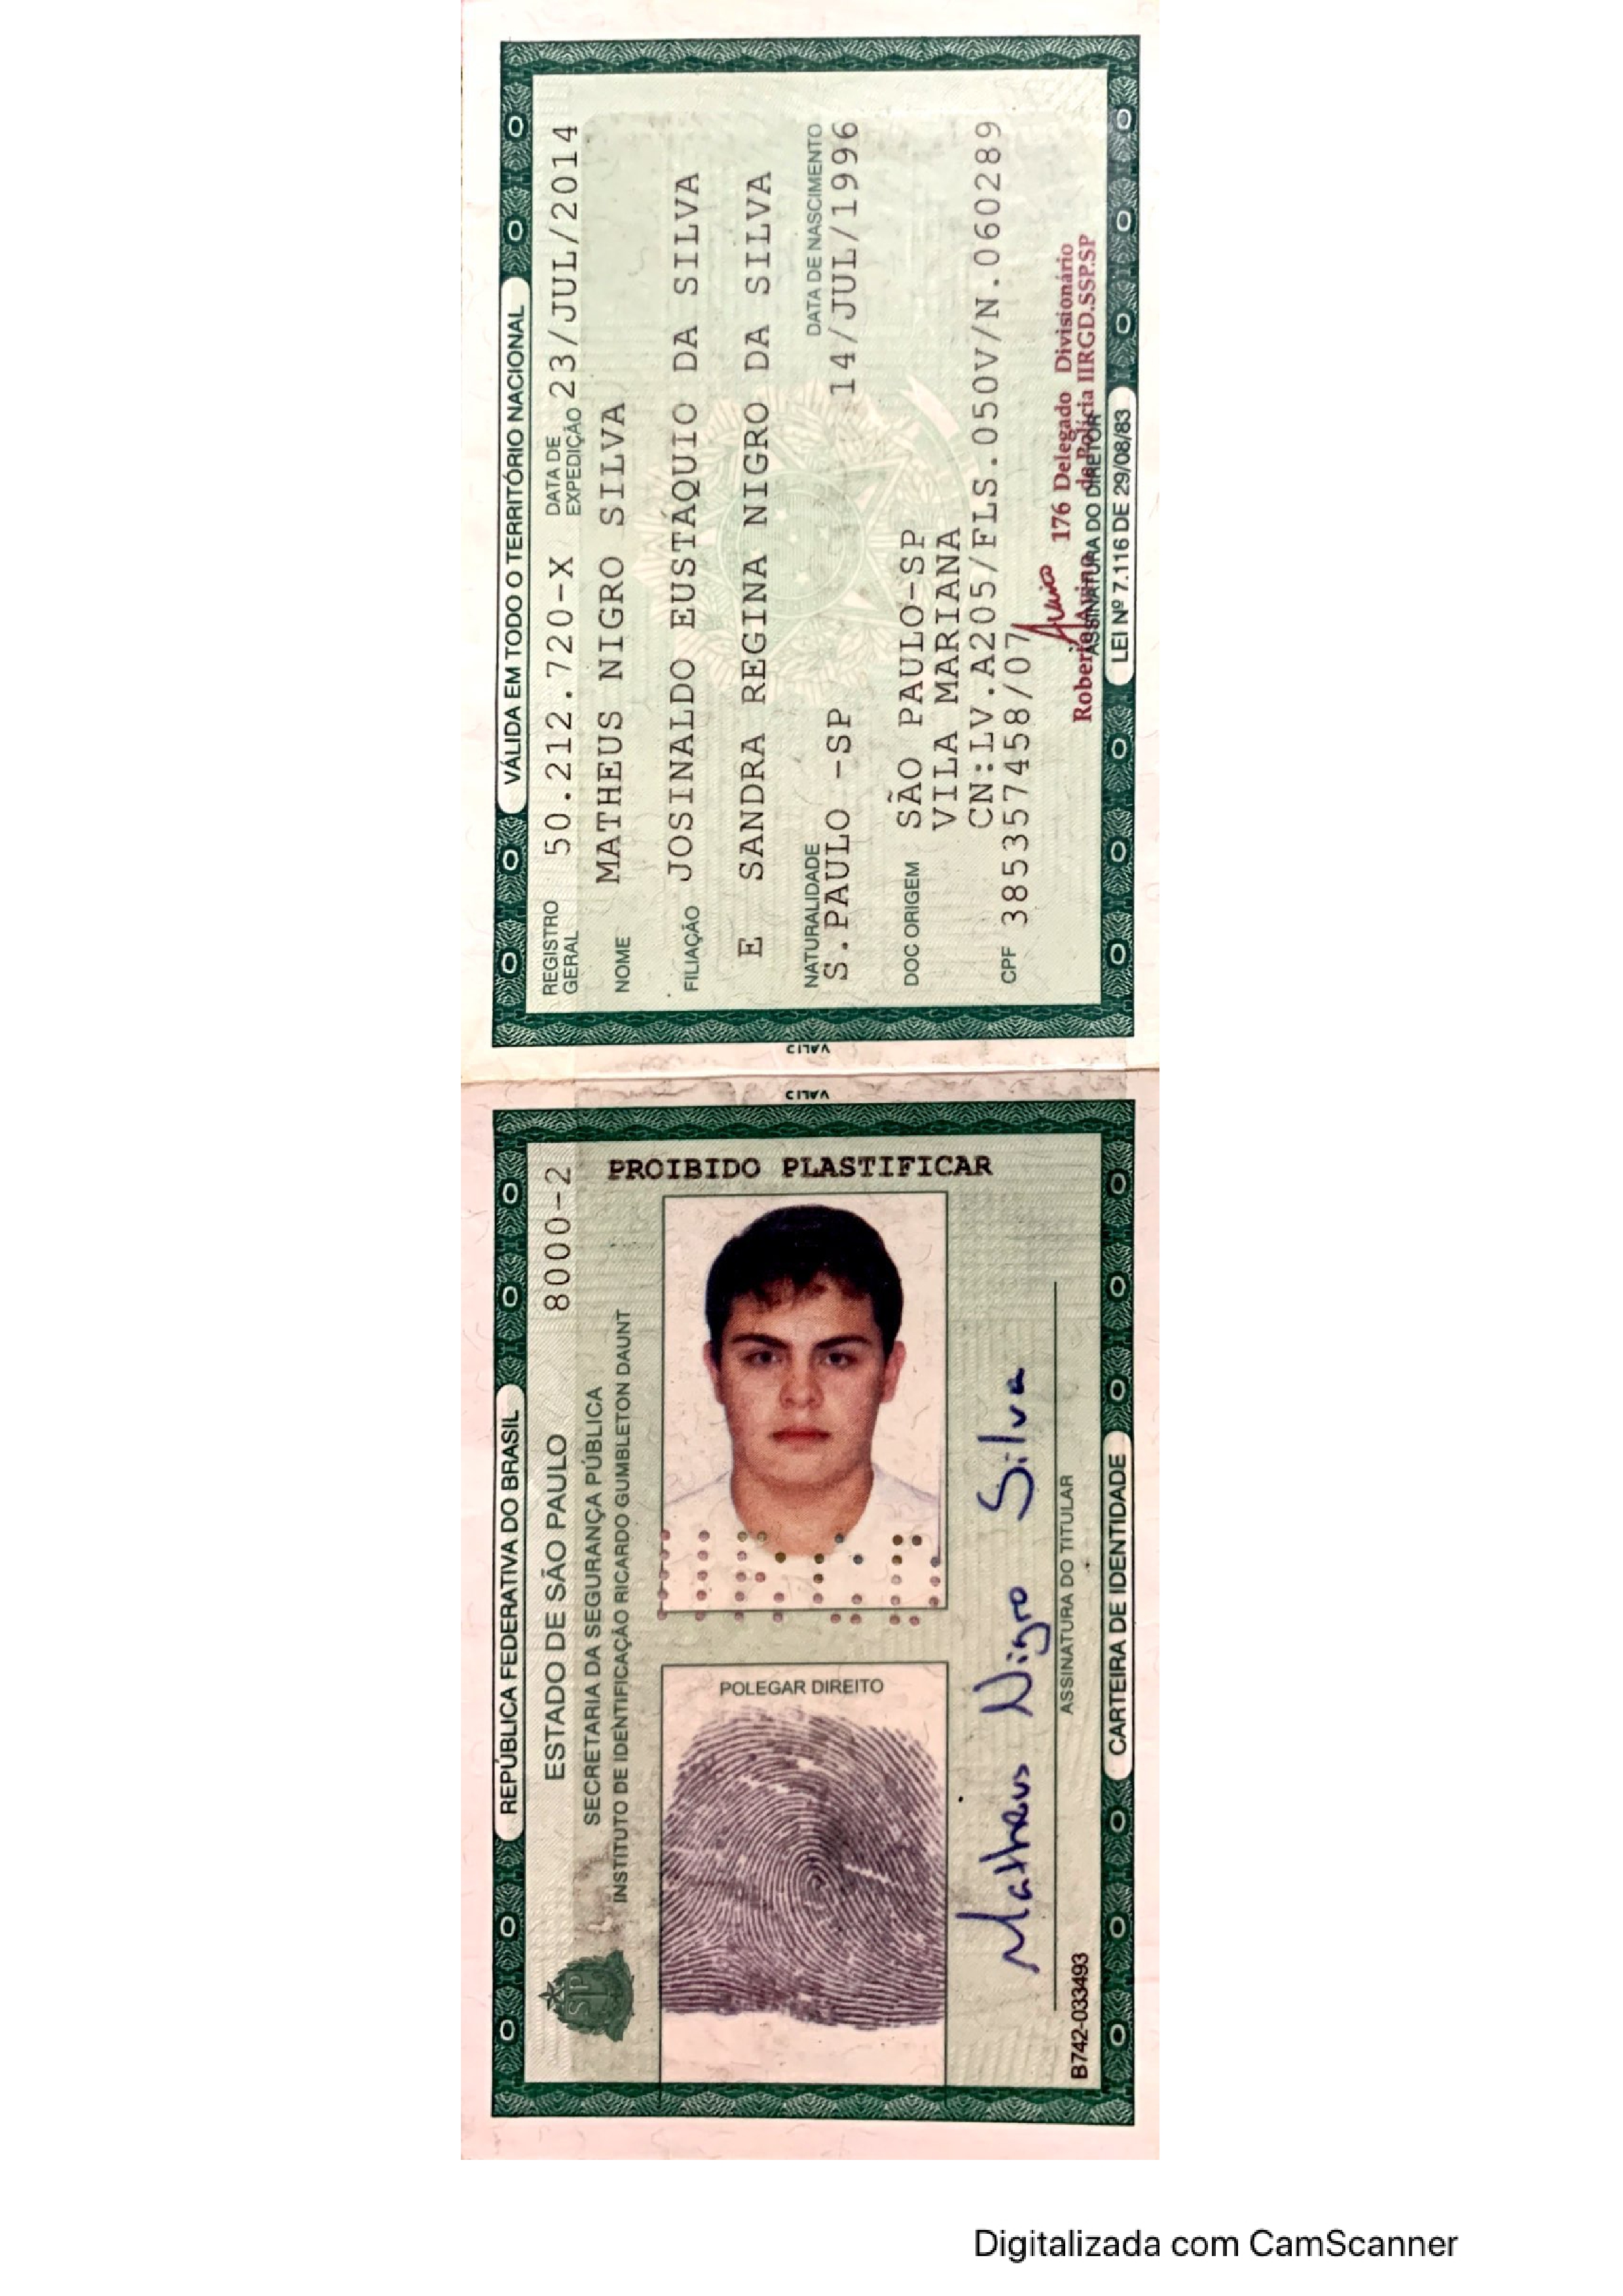 REPÚBLICA FEDERATIVA DO BRASIL
ESTADO DE SÃO PAULO
8000-2
SECRETARIA DA SEGURANÇA PÚBLICA
INSTITUTO DE IDENTIFICAÇÃO RICARDO GUMBLETON DAUNT
SP
POLEGAR DIREITO
PROIBIDO PLASTIFICAR
Matheus Nigro Silva
ASSINATURA DO TITULAR
B742-033493
CARTEIRA DE IDENTIDADE
VÁLIDA EM TODO O TERRITÓRIO NACIONAL
REGISTRO GERAL 50.212.720-X DATA DE EXPEDIÇÃO 23/JUL/2014
NOME MATHEUS NIGRO SILVA
FILIAÇÃO JOSINALDO EUSTÁQUIO DA SILVA
E SANDRA REGINA NIGRO DA SILVA
NATURALIDADE DATA DE NASCIMENTO
S.PAULO -SP 14/JUL/1996
DOC ORIGEM SÃO PAULO-SP
VILA MARIANA
CN:LV.A205/FLS.050V/N.060289
CPF 385357458/07
176 Delegado Divisionário
Roberto Avino de Polícia IIRGD.SSP.SP
ASSINATURA DO DIRETOR
LEI Nº 7.116 DE 29/08/83
Digitalizada com CamScanner